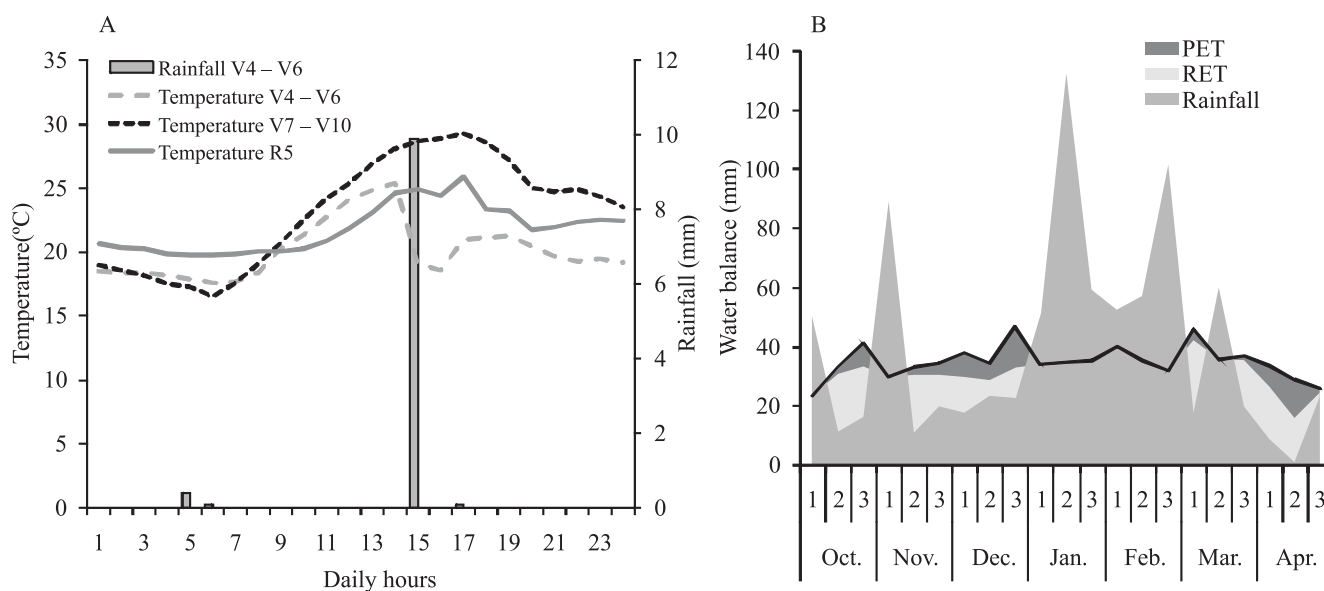 A
Temperature(ºC)
35
30
25
20
15
10
5
0
Rainfall V4 – V6
Temperature V4 – V6
Temperature V7 – V10
Temperature R5
12
10
8
6
4
2
0
Rainfall (mm)
1 3 5 7 9 11 13 15 17 19 21 23
Daily hours
B
Water balance (mm)
140
120
100
80
60
40
20
0
PET
RET
Rainfall
1 2 3 1 2 3 1 2 3 1 2 3 1 2 3 1 2 3 1 2 3
Oct. Nov. Dec. Jan. Feb. Mar. Apr.